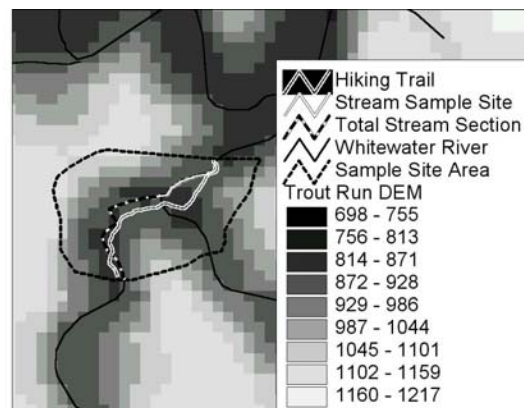 Hiking Trail
Stream Sample Site
Total Stream Section
Whitewater River
Sample Site Area
Trout Run DEM
698 - 755
756 - 813
814 - 871
872 - 928
929 - 986
987 - 1044
1045 - 1101
1102 - 1159
1160 - 1217